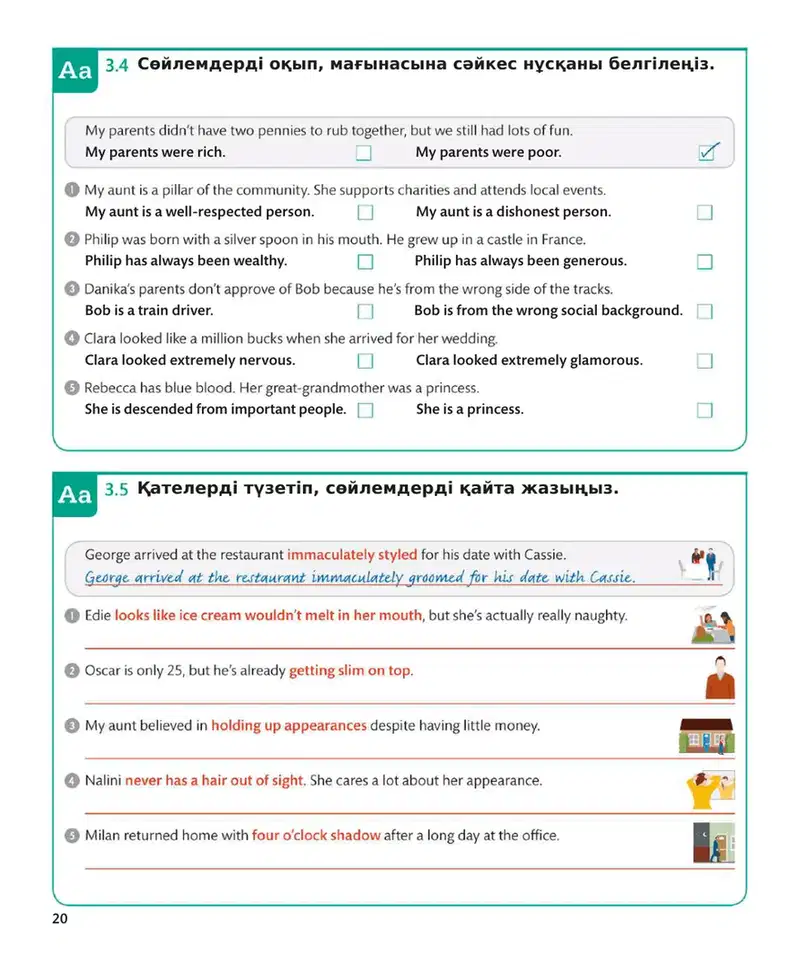 Aa 3.4 Сөйлемдерді оқып, мағынасына сәйкес нұсқаны белгілеңіз.
My parents didn't have two pennies to rub together, but we still had lots of fun.
My parents were rich. My parents were poor.
1 My aunt is a pillar of the community. She supports charities and attends local events.
My aunt is a well-respected person. My aunt is a dishonest person.
2 Philip was born with a silver spoon in his mouth. He grew up in a castle in France.
Philip has always been wealthy. Philip has always been generous.
3 Danika's parents don't approve of Bob because he's from the wrong side of the tracks.
Bob is a train driver. Bob is from the wrong social background.
4 Clara looked like a million bucks when she arrived for her wedding.
Clara looked extremely nervous. Clara looked extremely glamorous.
5 Rebecca has blue blood. Her great-grandmother was a princess.
She is descended from important people. She is a princess.
Aa 3.5 Қателерді түзетіп, сөйлемдерді қайта жазыңыз.
George arrived at the restaurant immaculately styled for his date with Cassie.
George arrived at the restaurant immaculately groomed for his date with Cassie.
1 Edie looks like ice cream wouldn't melt in her mouth, but she's actually really naughty.
2 Oscar is only 25, but he's already getting slim on top.
3 My aunt believed in holding up appearances despite having little money.
4 Nalini never has a hair out of sight. She cares a lot about her appearance.
5 Milan returned home with four o'clock shadow after a long day at the office.
20